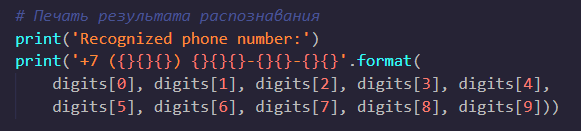 # Печать результата распознавания
print('Recognized phone number:')
print('+7 ({}{}{}) {}{}{}-{}{}-{}{}'.format(
    digits[0], digits[1], digits[2], digits[3], digits[4],
    digits[5], digits[6], digits[7], digits[8], digits[9]))